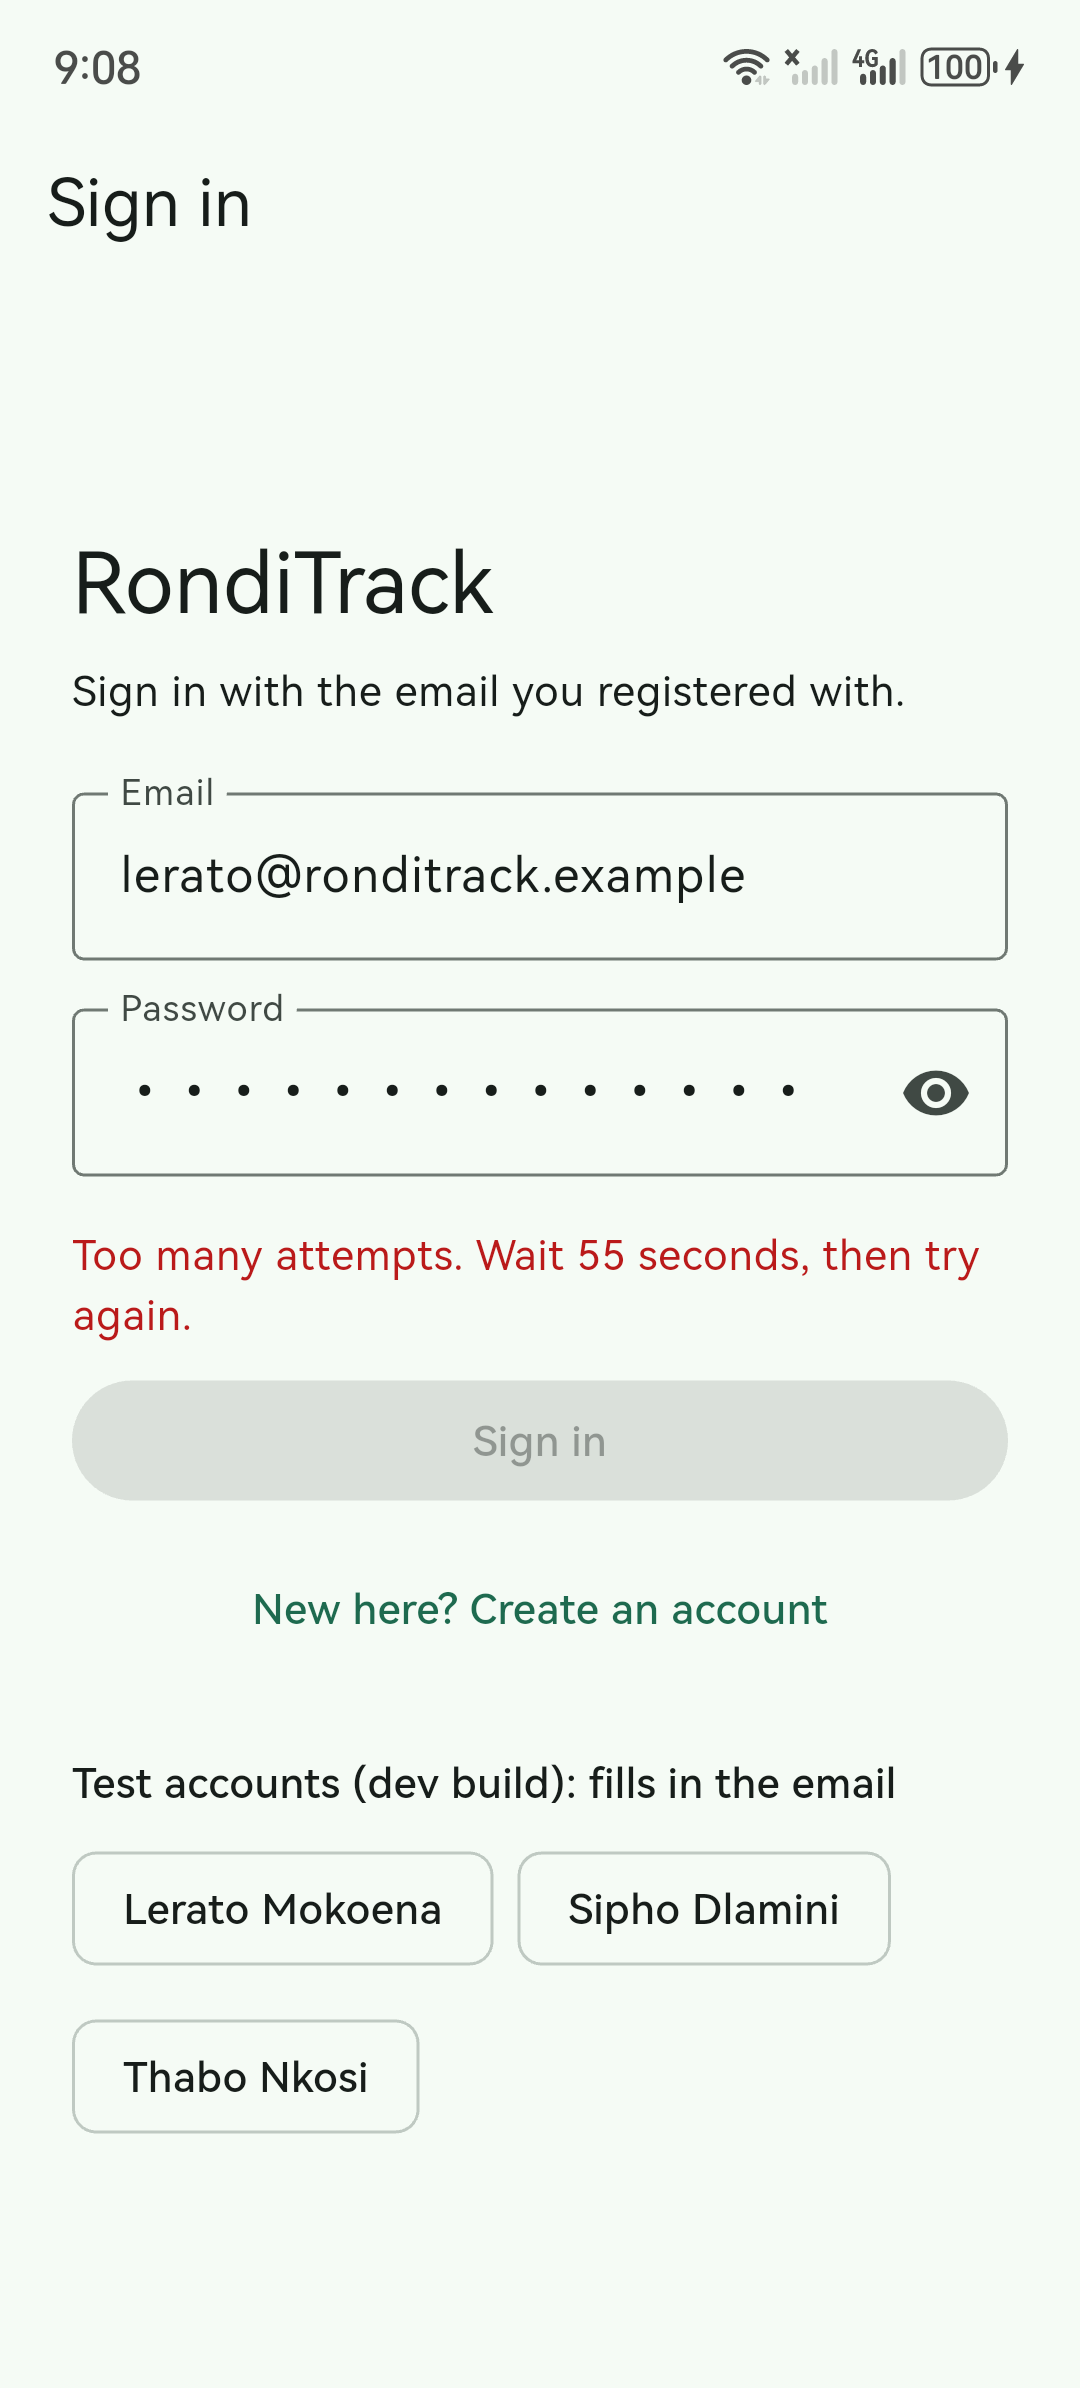 9:08
4G
100
Sign in
RondiTrack
Sign in with the email you registered with.
Email
lerato@ronditrack.example
Password
Too many attempts. Wait 55 seconds, then try
again.
Sign in
New here? Create an account
Test accounts (dev build): fills in the email
Lerato Mokoena
Sipho Dlamini
Thabo Nkosi